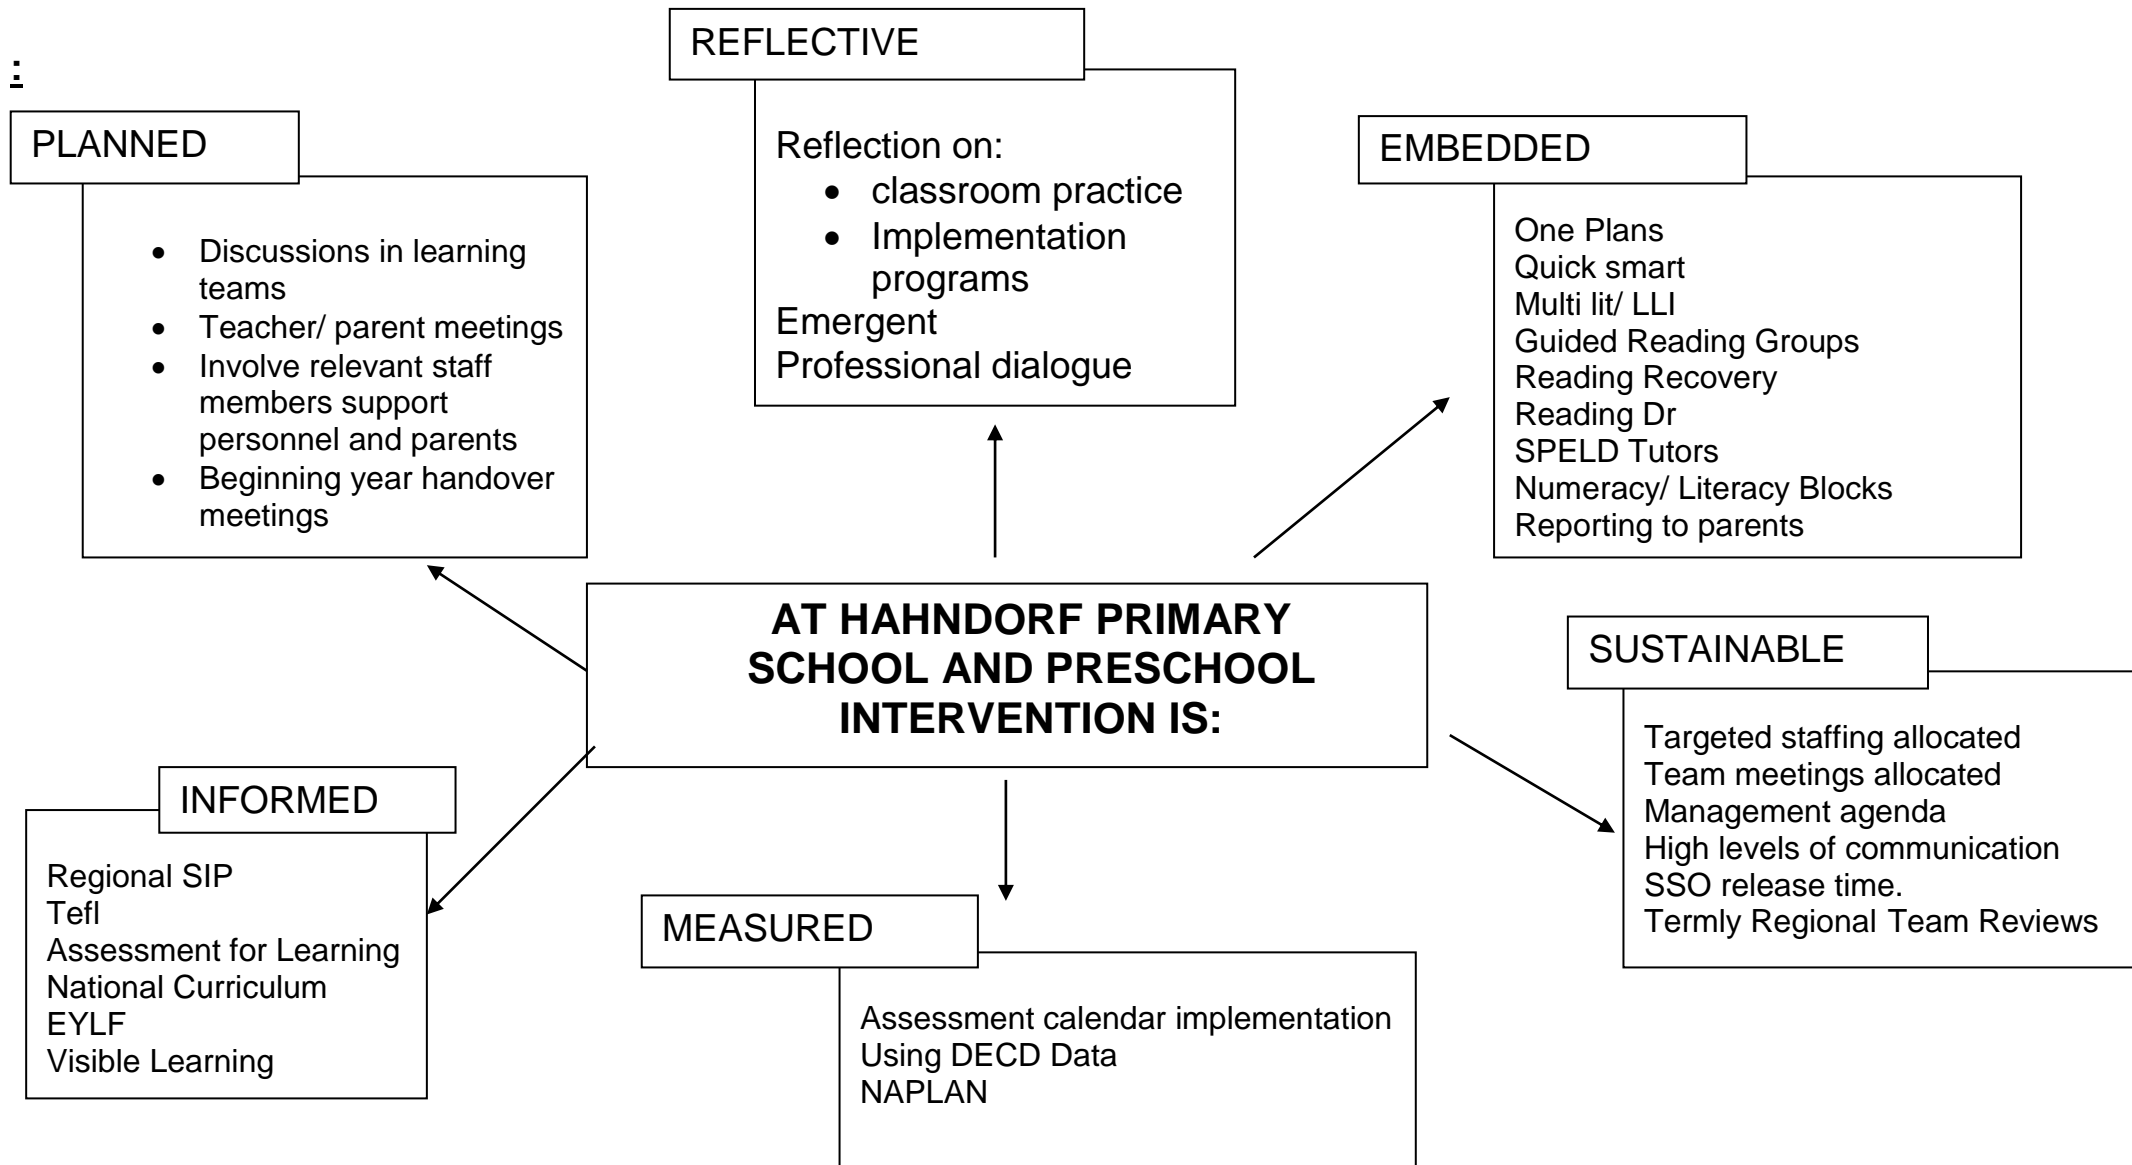 :
PLANNED
• Discussions in learning
teams
• Teacher/ parent meetings
• Involve relevant staff
members support
personnel and parents
• Beginning year handover
meetings
REFLECTIVE
Reflection on:
• classroom practice
• Implementation
programs
Emergent
Professional dialogue
EMBEDDED
One Plans
Quick smart
Multi lit/ LLI
Guided Reading Groups
Reading Recovery
Reading Dr
SPELD Tutors
Numeracy/ Literacy Blocks
Reporting to parents
AT HAHNDORF PRIMARY
SCHOOL AND PRESCHOOL
INTERVENTION IS:
SUSTAINABLE
Targeted staffing allocated
Team meetings allocated
Management agenda
High levels of communication
SSO release time.
Termly Regional Team Reviews
INFORMED
Regional SIP
Tefl
Assessment for Learning
National Curriculum
EYLF
Visible Learning
MEASURED
Assessment calendar implementation
Using DECD Data
NAPLAN